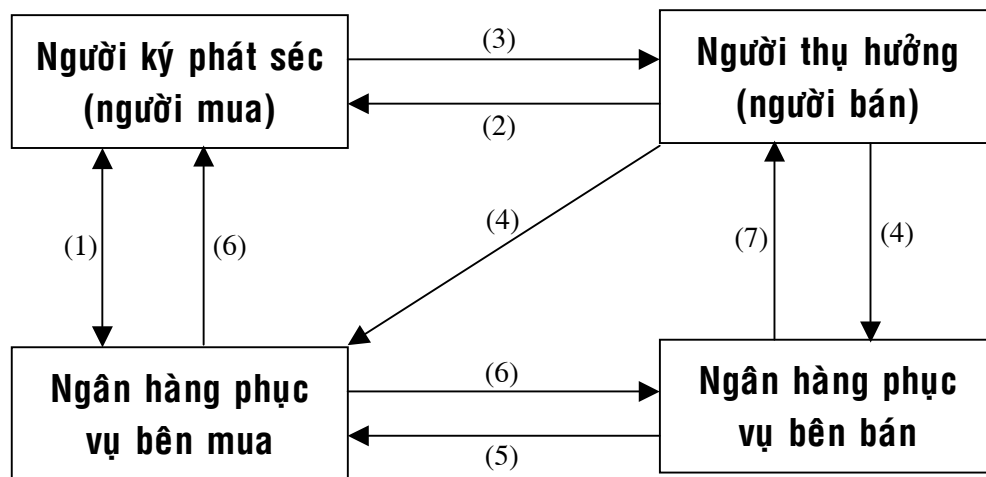 Người ký phát séc
(người mua)
(3)
(2)
Người thụ hưởng
(người bán)
(1)
(6)
(4)
(7)
(4)
Ngân hàng phục
vụ bên mua
(6)
(5)
Ngân hàng phục
vụ bên bán